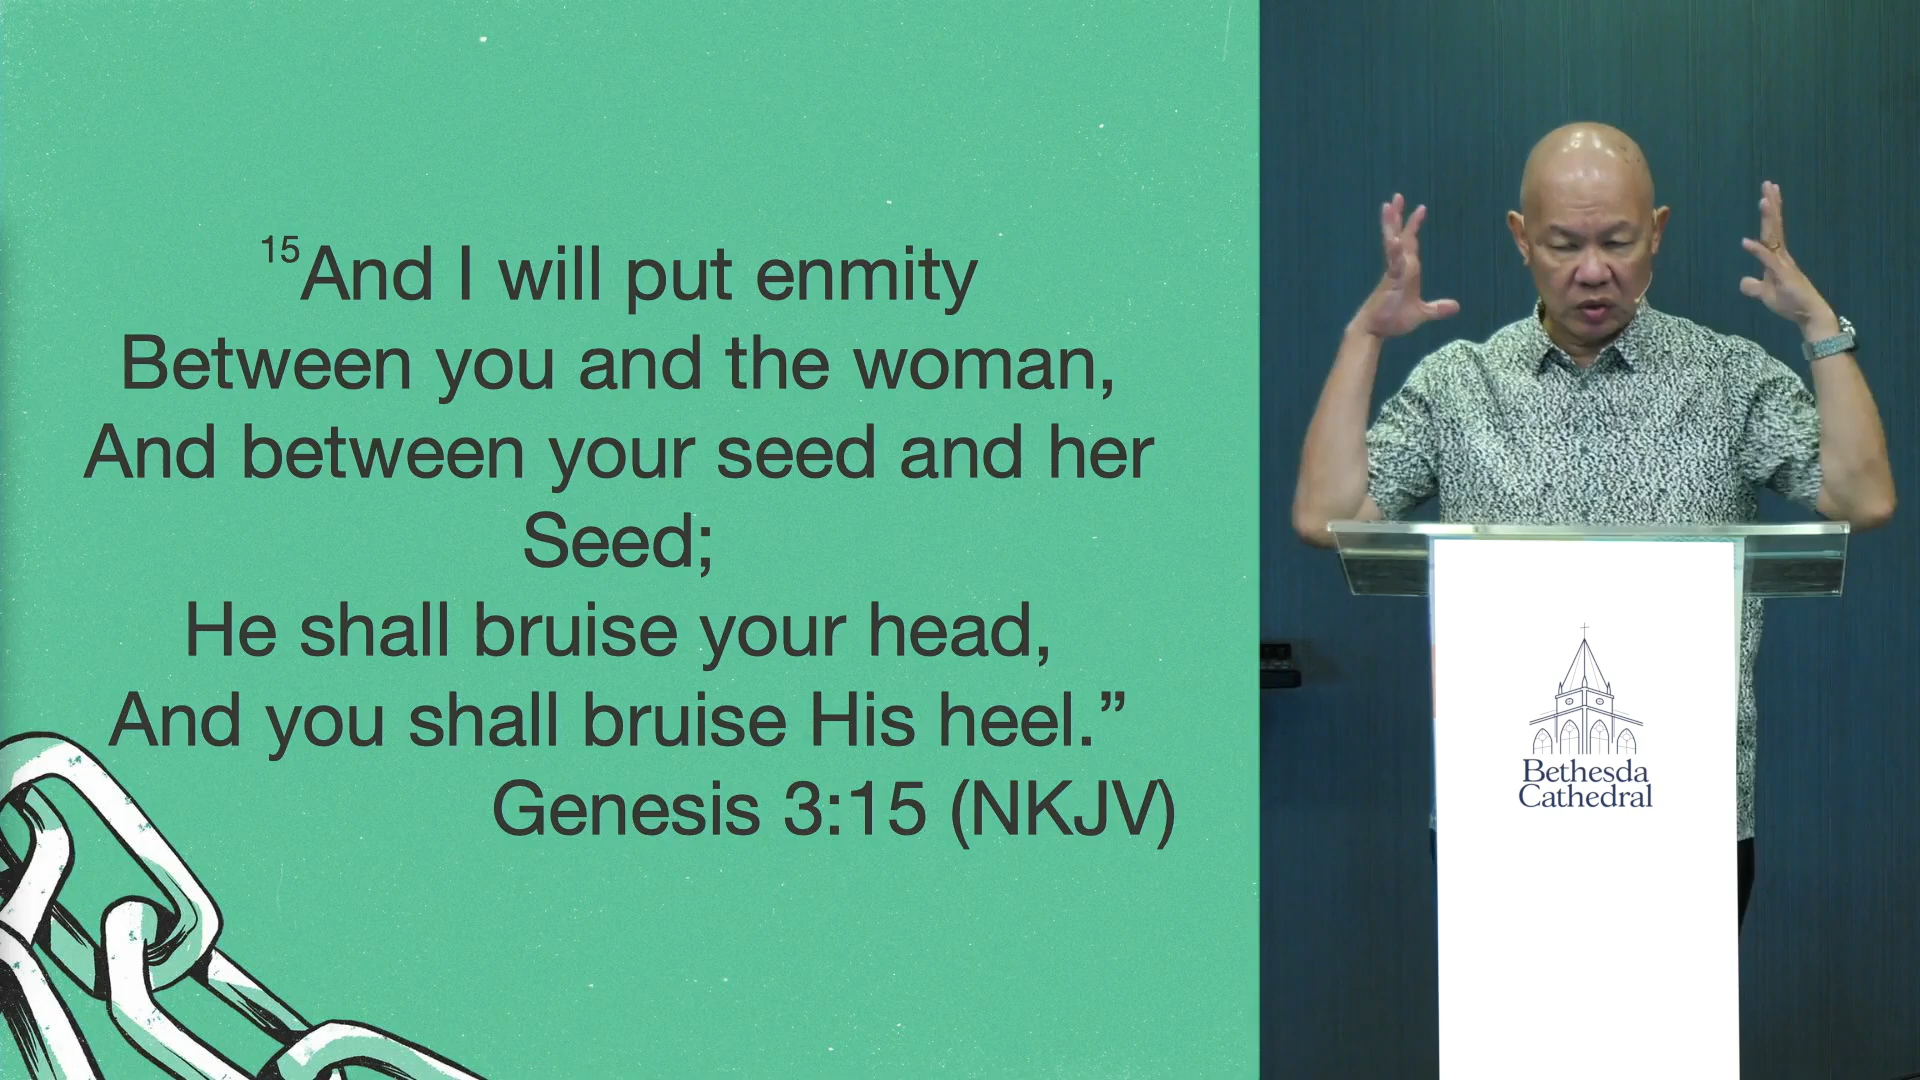 15And I will put enmity
Between you and the woman,
And between your seed and her
Seed;
He shall bruise your head,
And you shall bruise His heel.”
Genesis 3:15 (NKJV)
Bethesda
Cathedral